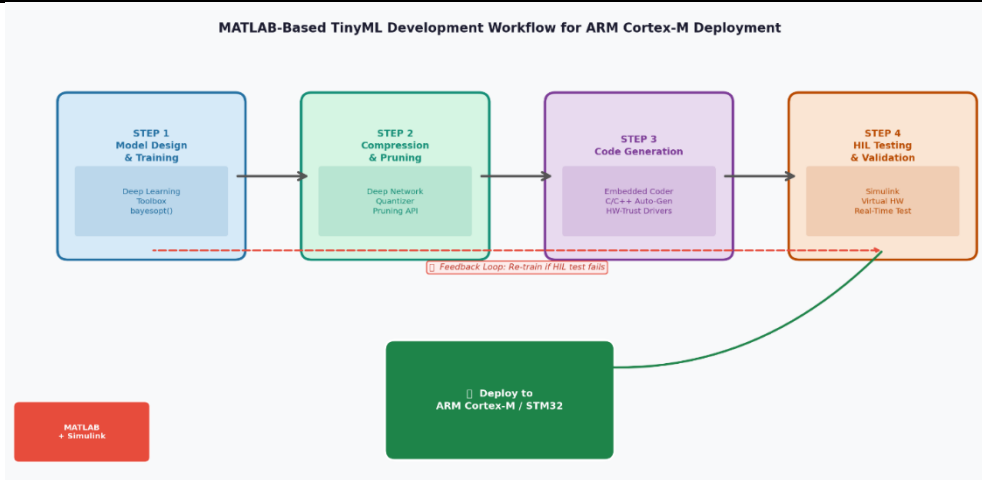 MATLAB-Based TinyML Development Workflow for ARM Cortex-M Deployment
STEP 1
Model Design
& Training
Deep Learning
Toolbox
bayesopt()
STEP 2
Compression
& Pruning
Deep Network
Quantizer
Pruning API
STEP 3
Code Generation
Embedded Coder
C/C++ Auto-Gen
HW-Trust Drivers
STEP 4
HIL Testing
& Validation
Simulink
Virtual HW
Real-Time Test
Feedback Loop: Re-train if HIL test fails
Deploy to
ARM Cortex-M / STM32
MATLAB
+ Simulink